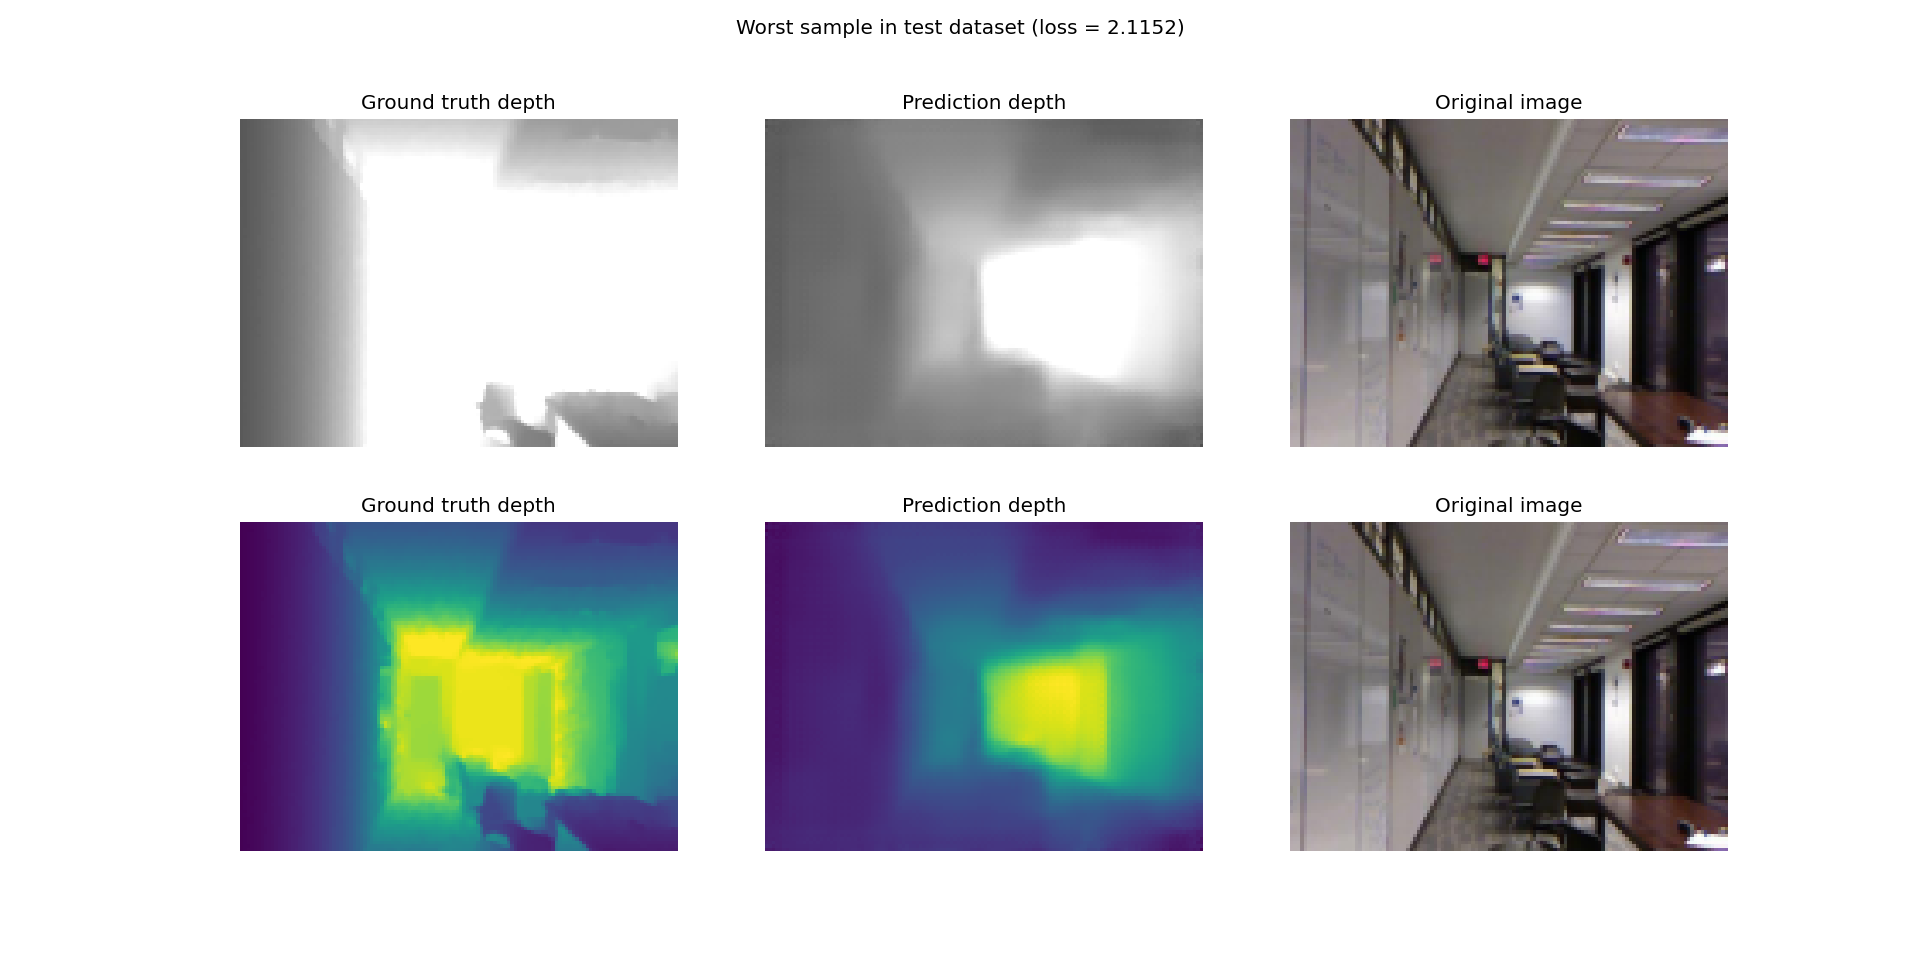 Worst sample in test dataset (loss = 2.1152)
Ground truth depth
Prediction depth
Original image
Ground truth depth
Prediction depth
Original image